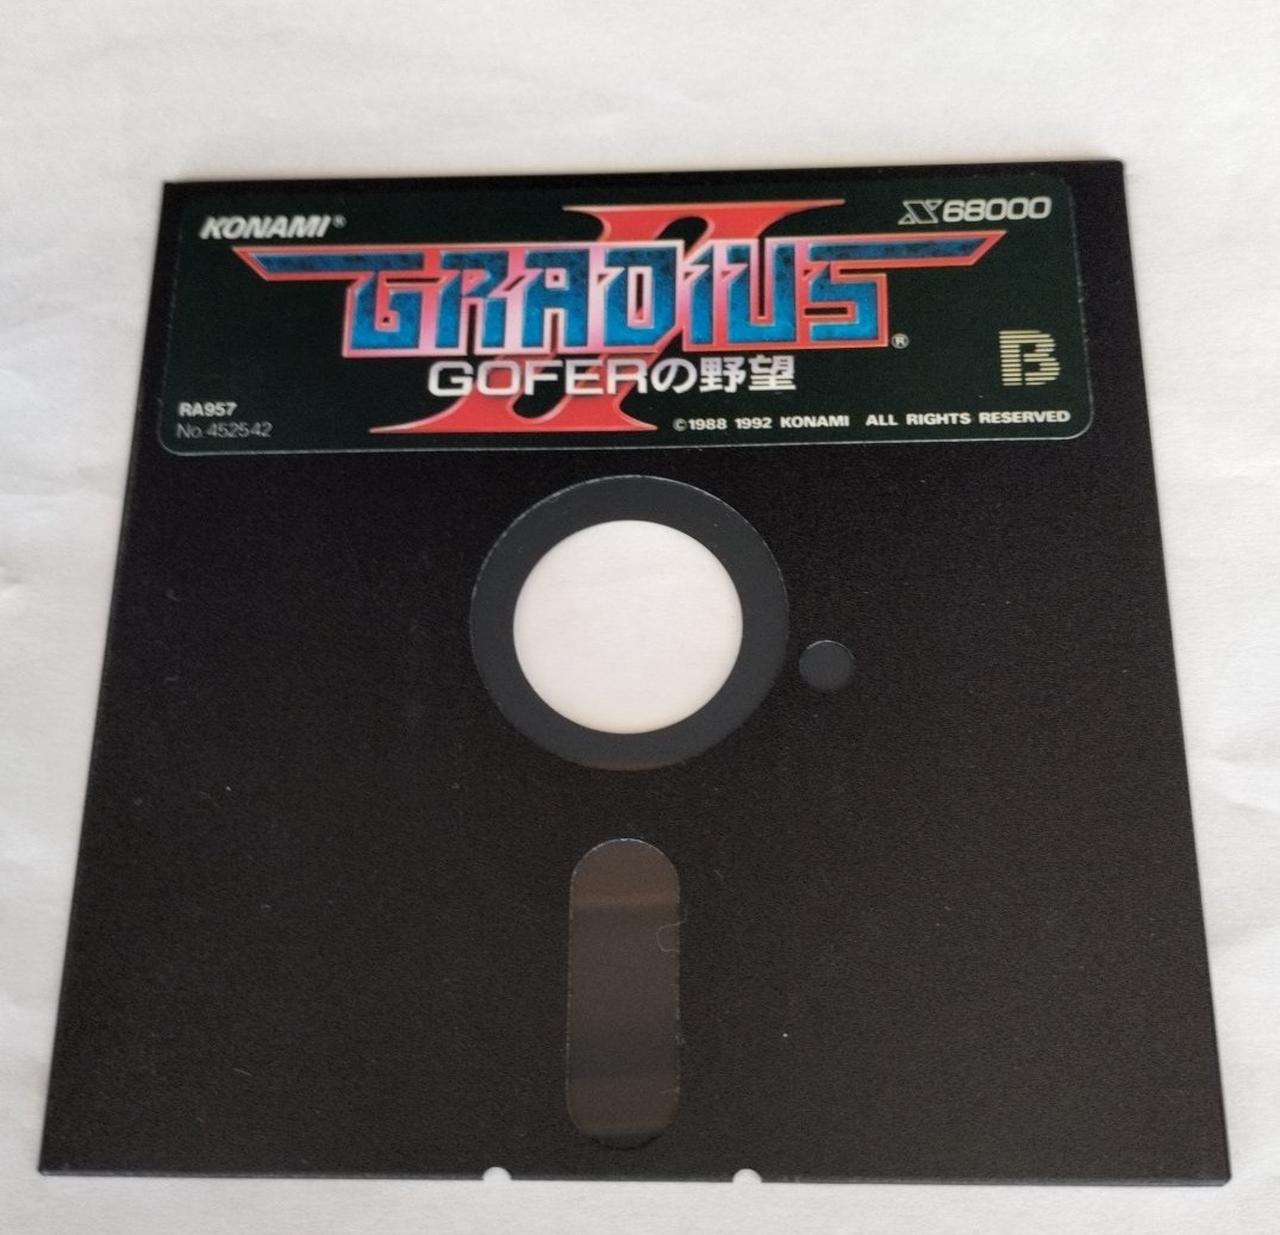 KONAMI®
X68000
GRADIUS II®
GOFERの野望
B
RA957
No. 452542
©1988 1992 KONAMI ALL RIGHTS RESERVED